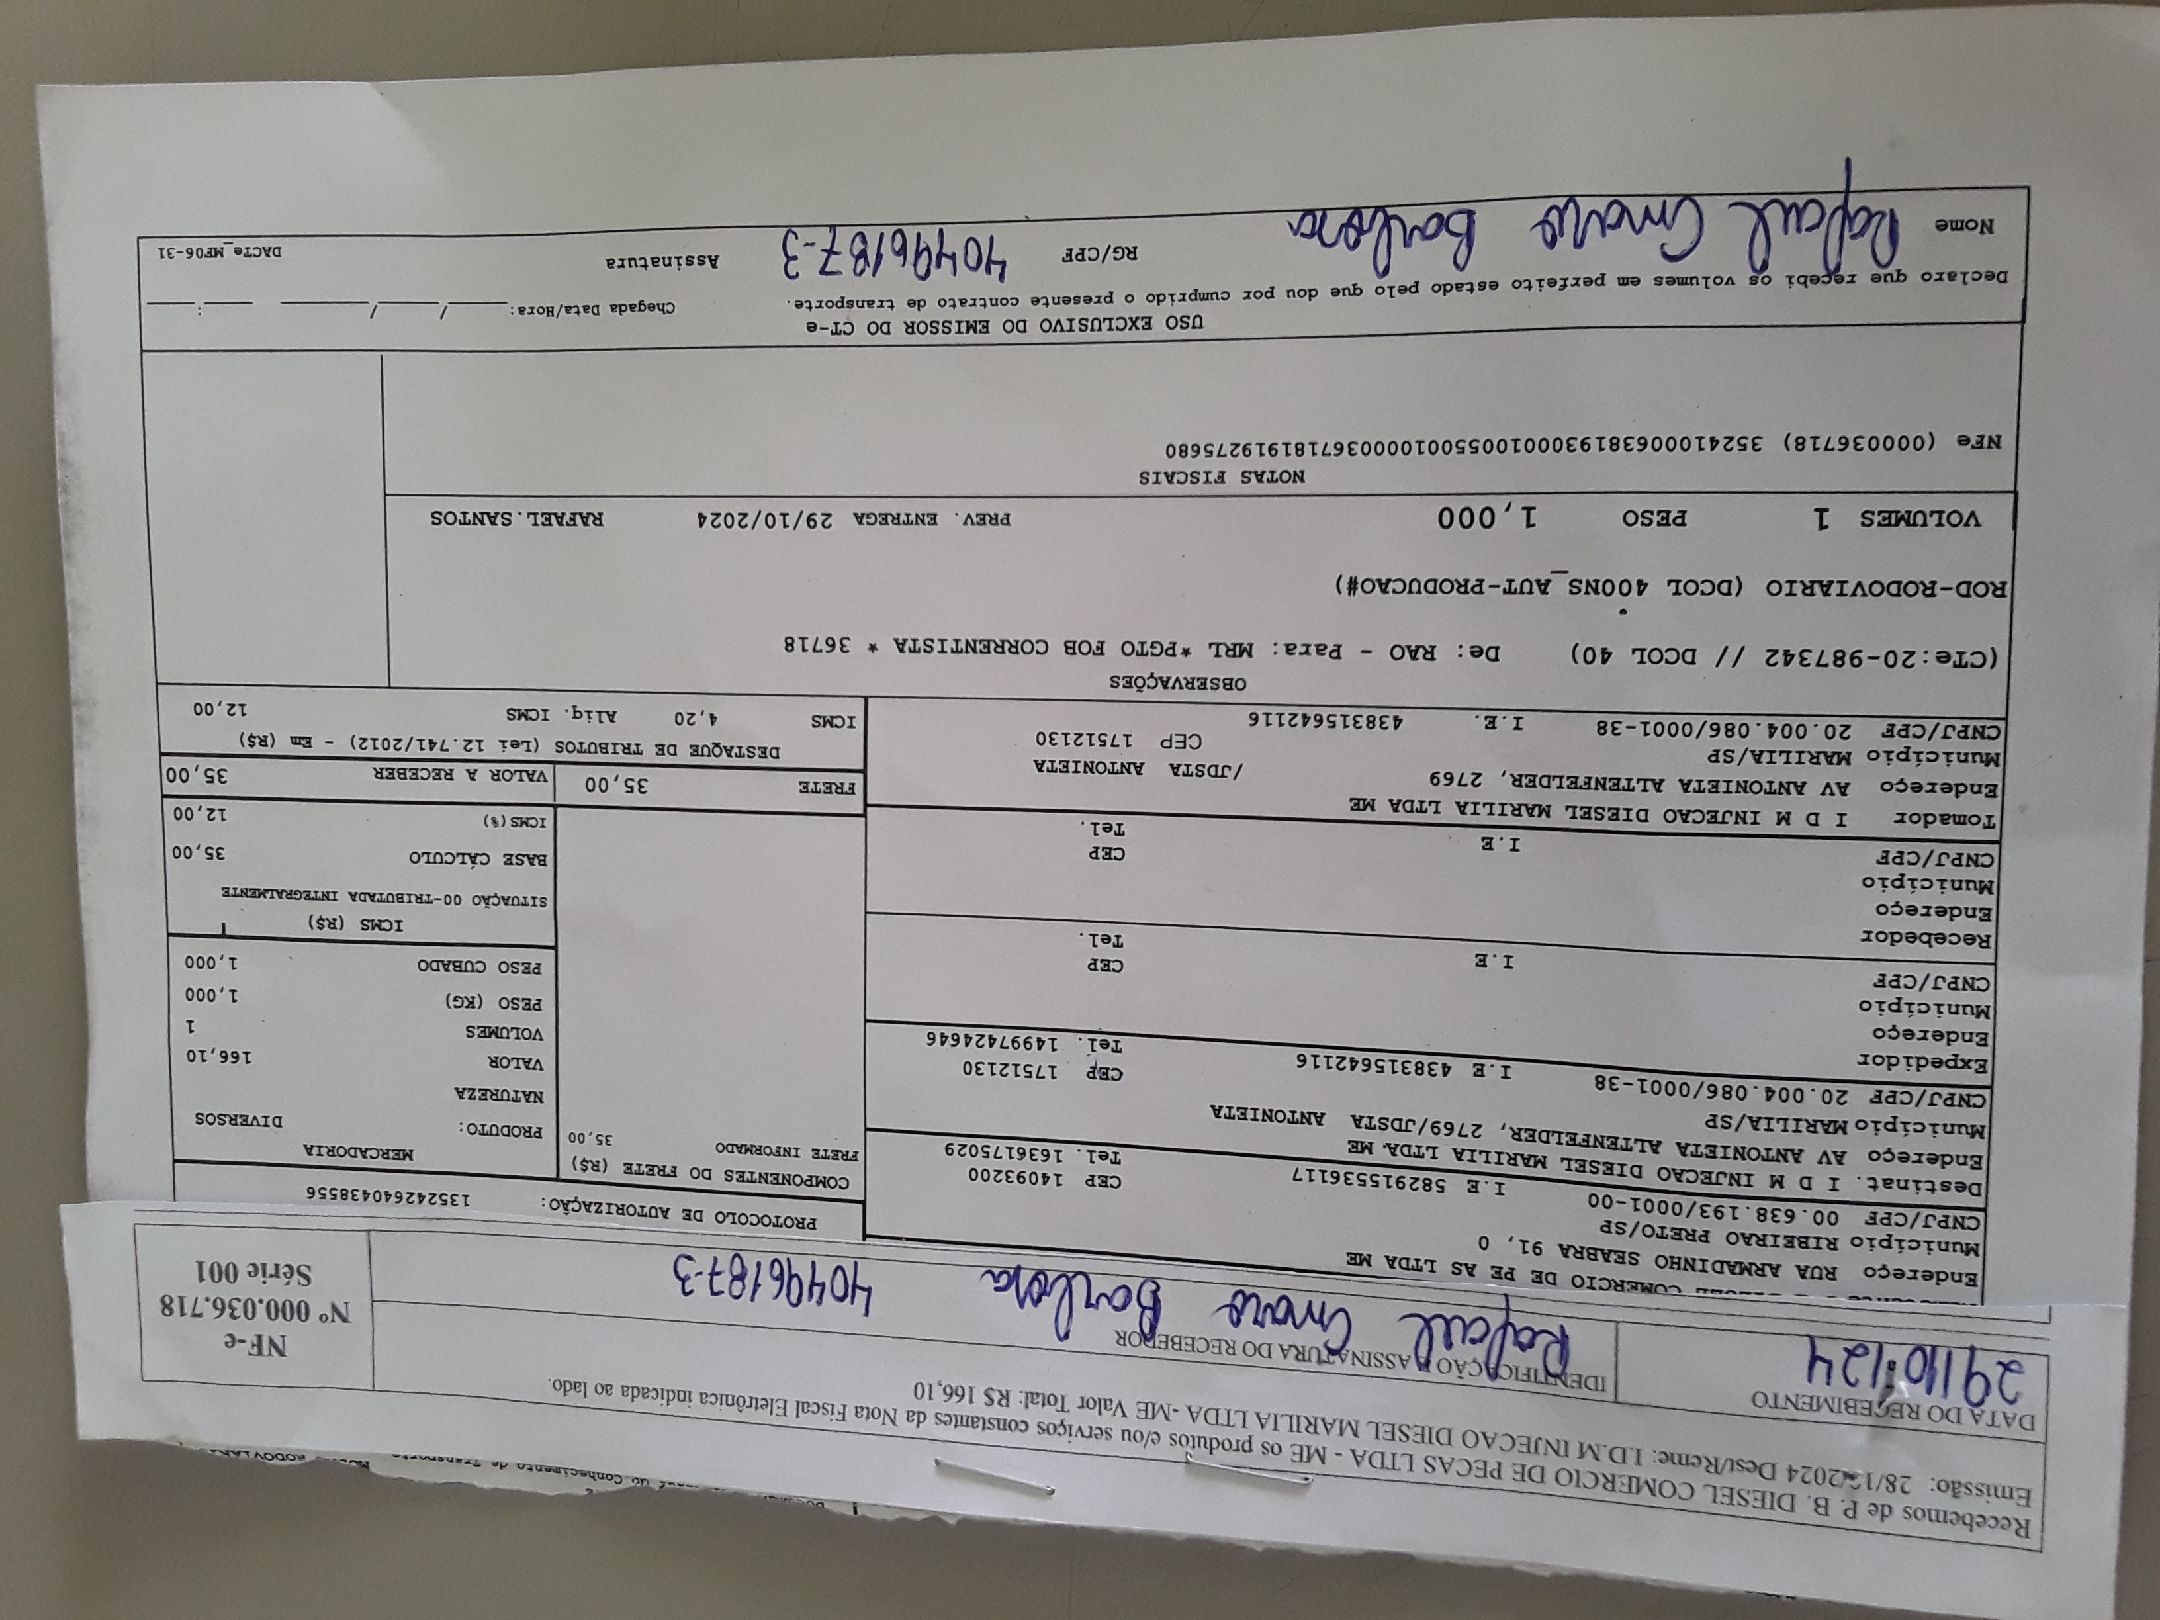 Recebemos de P. B. DIESEL COMERCIO DE PECAS LTDA - ME os produtos e/ou serviços constantes da Nota Fiscal Eletrônica indicada ao lado.
Emissão: 28/10/2024 Dest/Reme: I.D.M INJECAO DIESEL MARILIA LTDA -ME Valor Total: R$ 166,10
DATA DO RECEBIMENTO
29/10/24
IDENTIFICAÇÃO E ASSINATURA DO RECEBEDOR
Rafael Barbosa 40496187-3
NF-e
Nº 000.036.718
Série 001
COMERCIO DE PE AS LTDA ME
Endereço RUA ARMADINHO SEABRA 91, 0
Município RIBEIRAO PRETO/SP
CNPJ/CPF 00.638.193/0001-00 I.E 582915536117
CEP 14093200
Tel. 1636175029
Destinat. I D M INJECAO DIESEL MARILIA LTDA. ME
Endereço AV ANTONIETA ALTENFELDER, 2769/JDSTA ANTONIETA
Município MARILIA/SP
CNPJ/CPF 20.004.086/0001-38 I.E 438315642116
CEP 17512130
Tel. 14997424646
Expedidor
Endereço
Município
CNPJ/CPF I.E
CEP
Tel.
Recebedor
Endereço
Município
CNPJ/CPF I.E
CEP
Tel.
Tomador I D M INJECAO DIESEL MARILIA LTDA ME
Endereço AV ANTONIETA ALTENFELDER, 2769 /JDSTA ANTONIETA
Município MARILIA/SP CEP 17512130
CNPJ/CPF 20.004.086/0001-38 I.E. 438315642116
PROTOCOLO DE AUTORIZAÇÃO: 135242640438556
COMPONENTES DO FRETE (R$)
FRETE INFORMADO 35,00
MERCADORIA
PRODUTO: DIVERSOS
NATUREZA
VALOR 166,10
VOLUMES 1
PESO (KG) 1,000
PESO CUBADO 1,000
ICMS (R$)
SITUAÇÃO 00-TRIBUTADA INTEGRALMENTE
BASE CÁLCULO 35,00
ICMS(%) 12,00
FRETE 35,00 VALOR A RECEBER 35,00
DESTAQUE DE TRIBUTOS (Lei 12.741/2012) - Em (R$)
ICMS 4,20 Aliq. ICMS 12,00
OBSERVAÇÕES
(CTe:20-987342 // DCOL 40) De: RAO - Para: MRL *PGTO FOB CORRENTISTA * 36718
ROD-RODOVIARIO (DCOL 400NS_AUT-PRODUCAO#)
VOLUMES 1 PESO 1,000 PREV. ENTREGA 29/10/2024 RAFAEL.SANTOS
NOTAS FISCAIS
NFe (000036718) 35241000638193000100550010000367181919275680
USO EXCLUSIVO DO EMISSOR DO CT-e
Declaro que recebi os volumes em perfeito estado pelo que dou por cumprido o presente contrato de transporte. Chegada Data/Hora: ____/____/______ ____:____
Nome Rafael Barbosa RG/CPF 40496187-3 Assinatura
DACTe_MF06-31